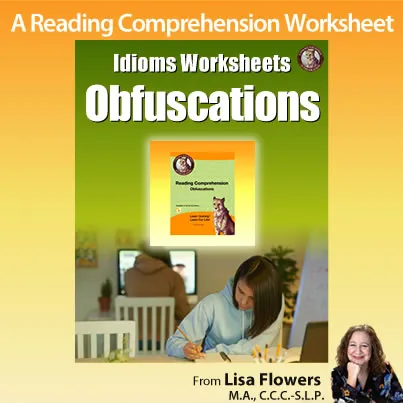 A Reading Comprehension Worksheet
Idioms Worksheets
Obfuscations
Reading Comprehension
Obfuscations
From Lisa Flowers
M.A., C.C.C.-S.L.P.